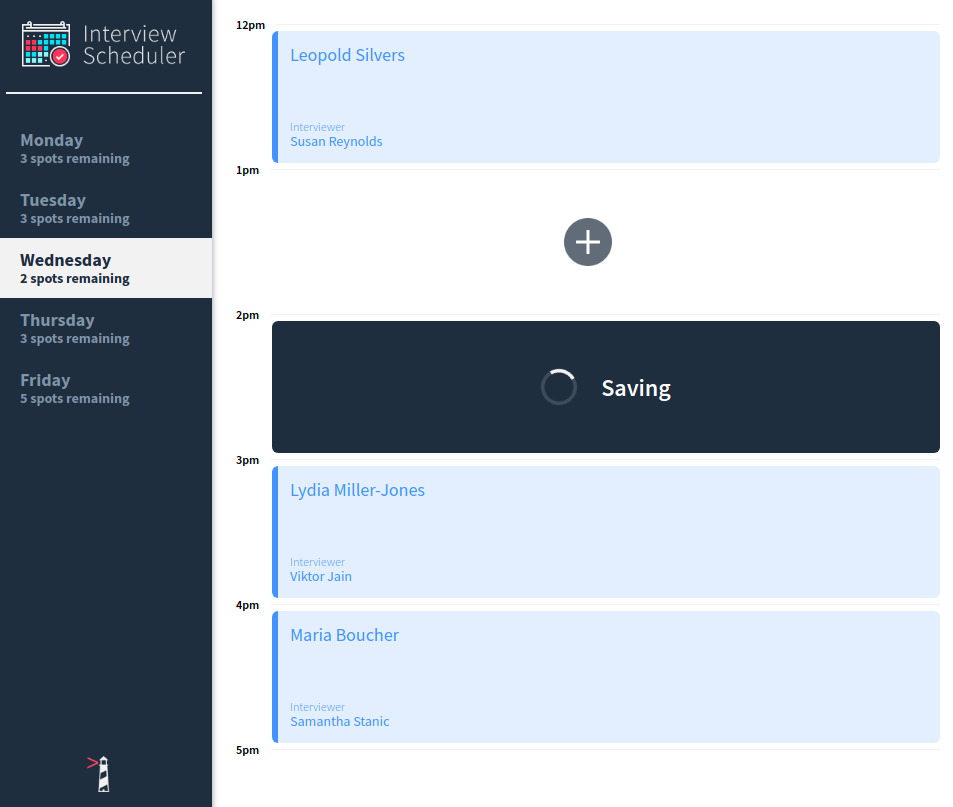 Interview
Scheduler
Monday
3 spots remaining
Tuesday
3 spots remaining
Wednesday
2 spots remaining
Thursday
3 spots remaining
Friday
5 spots remaining
12pm
Leopold Silvers
Interviewer
Susan Reynolds
1pm
2pm
Saving
3pm
Lydia Miller-Jones
Interviewer
Viktor Jain
4pm
Maria Boucher
Interviewer
Samantha Stanic
5pm